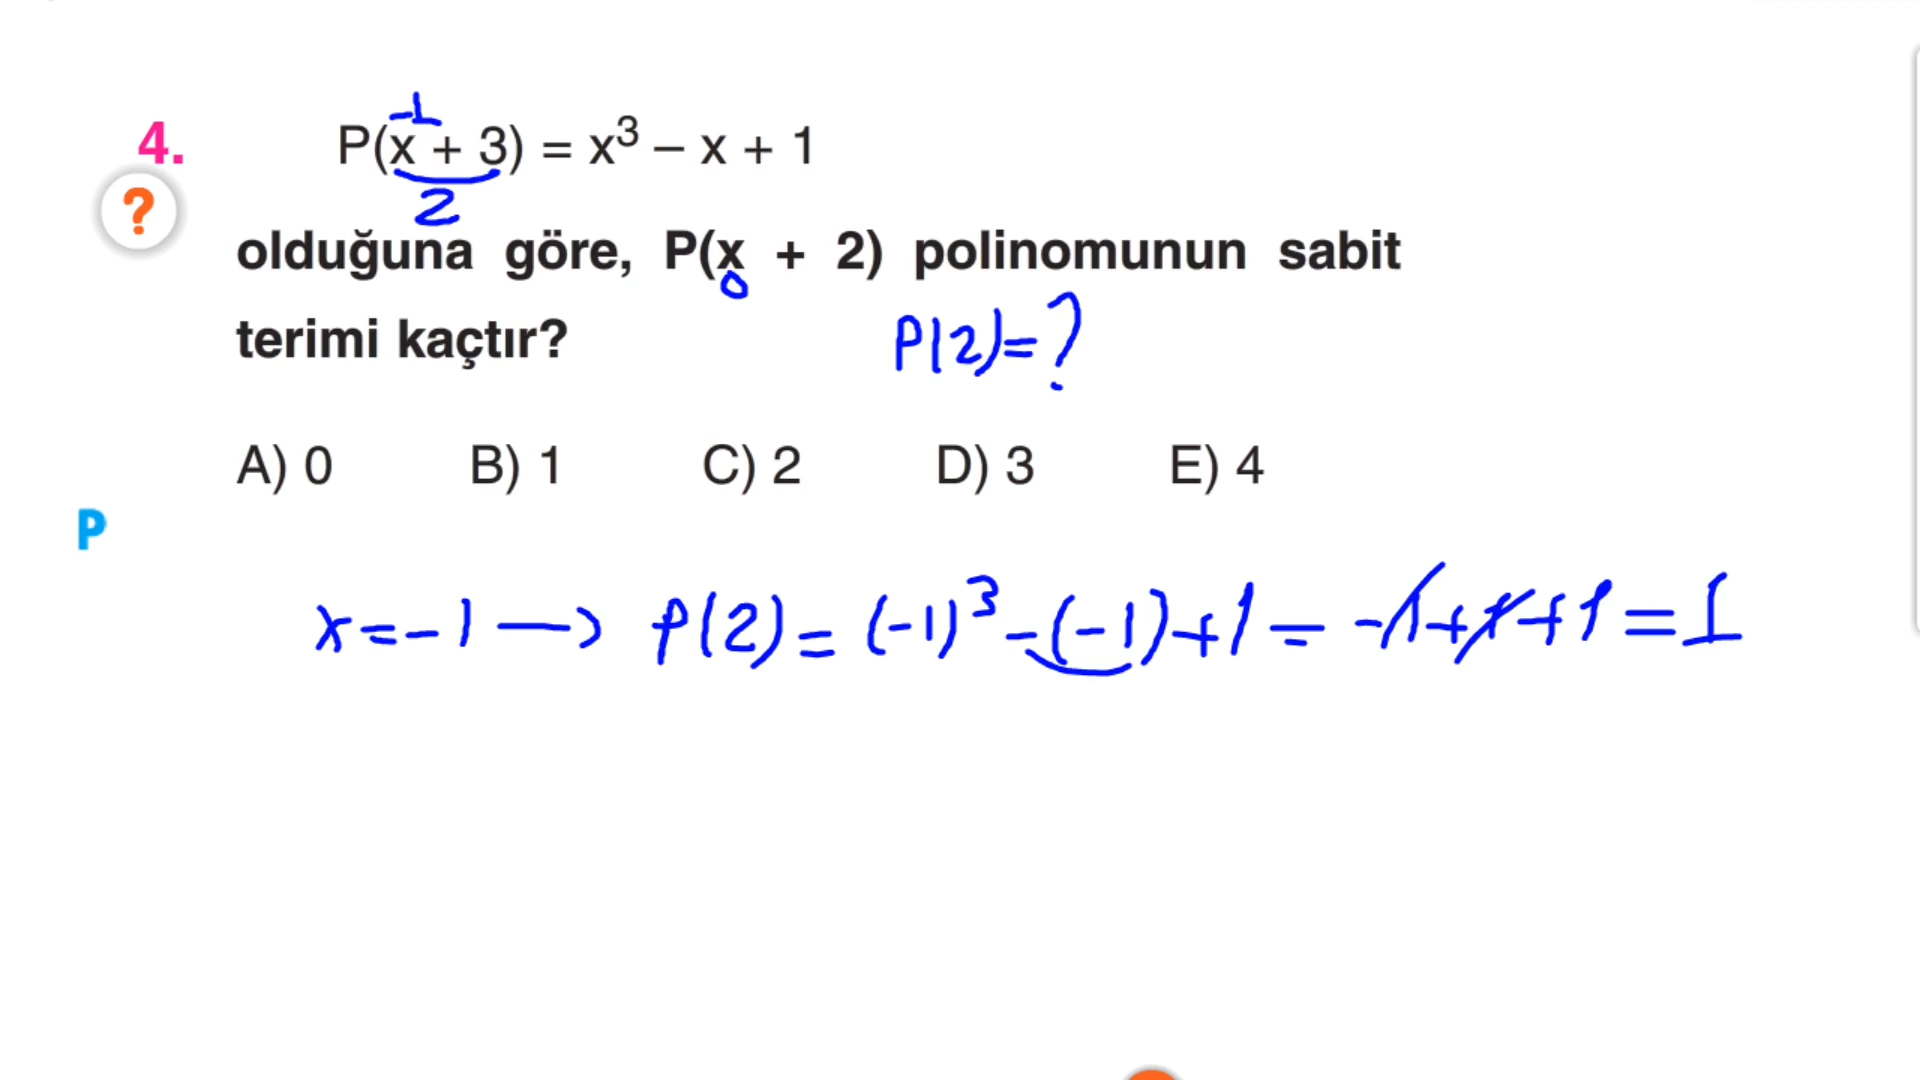 -1
4. P(x + 3) = x³ – x + 1
?
2
olduğuna göre, P(x + 2) polinomunun sabit
0
terimi kaçtır?
P(2)=?
A) 0 B) 1 C) 2 D) 3 E) 4
P
x=-1 → P(2)=(-1)³-(-1)+1=-1+1+1=1